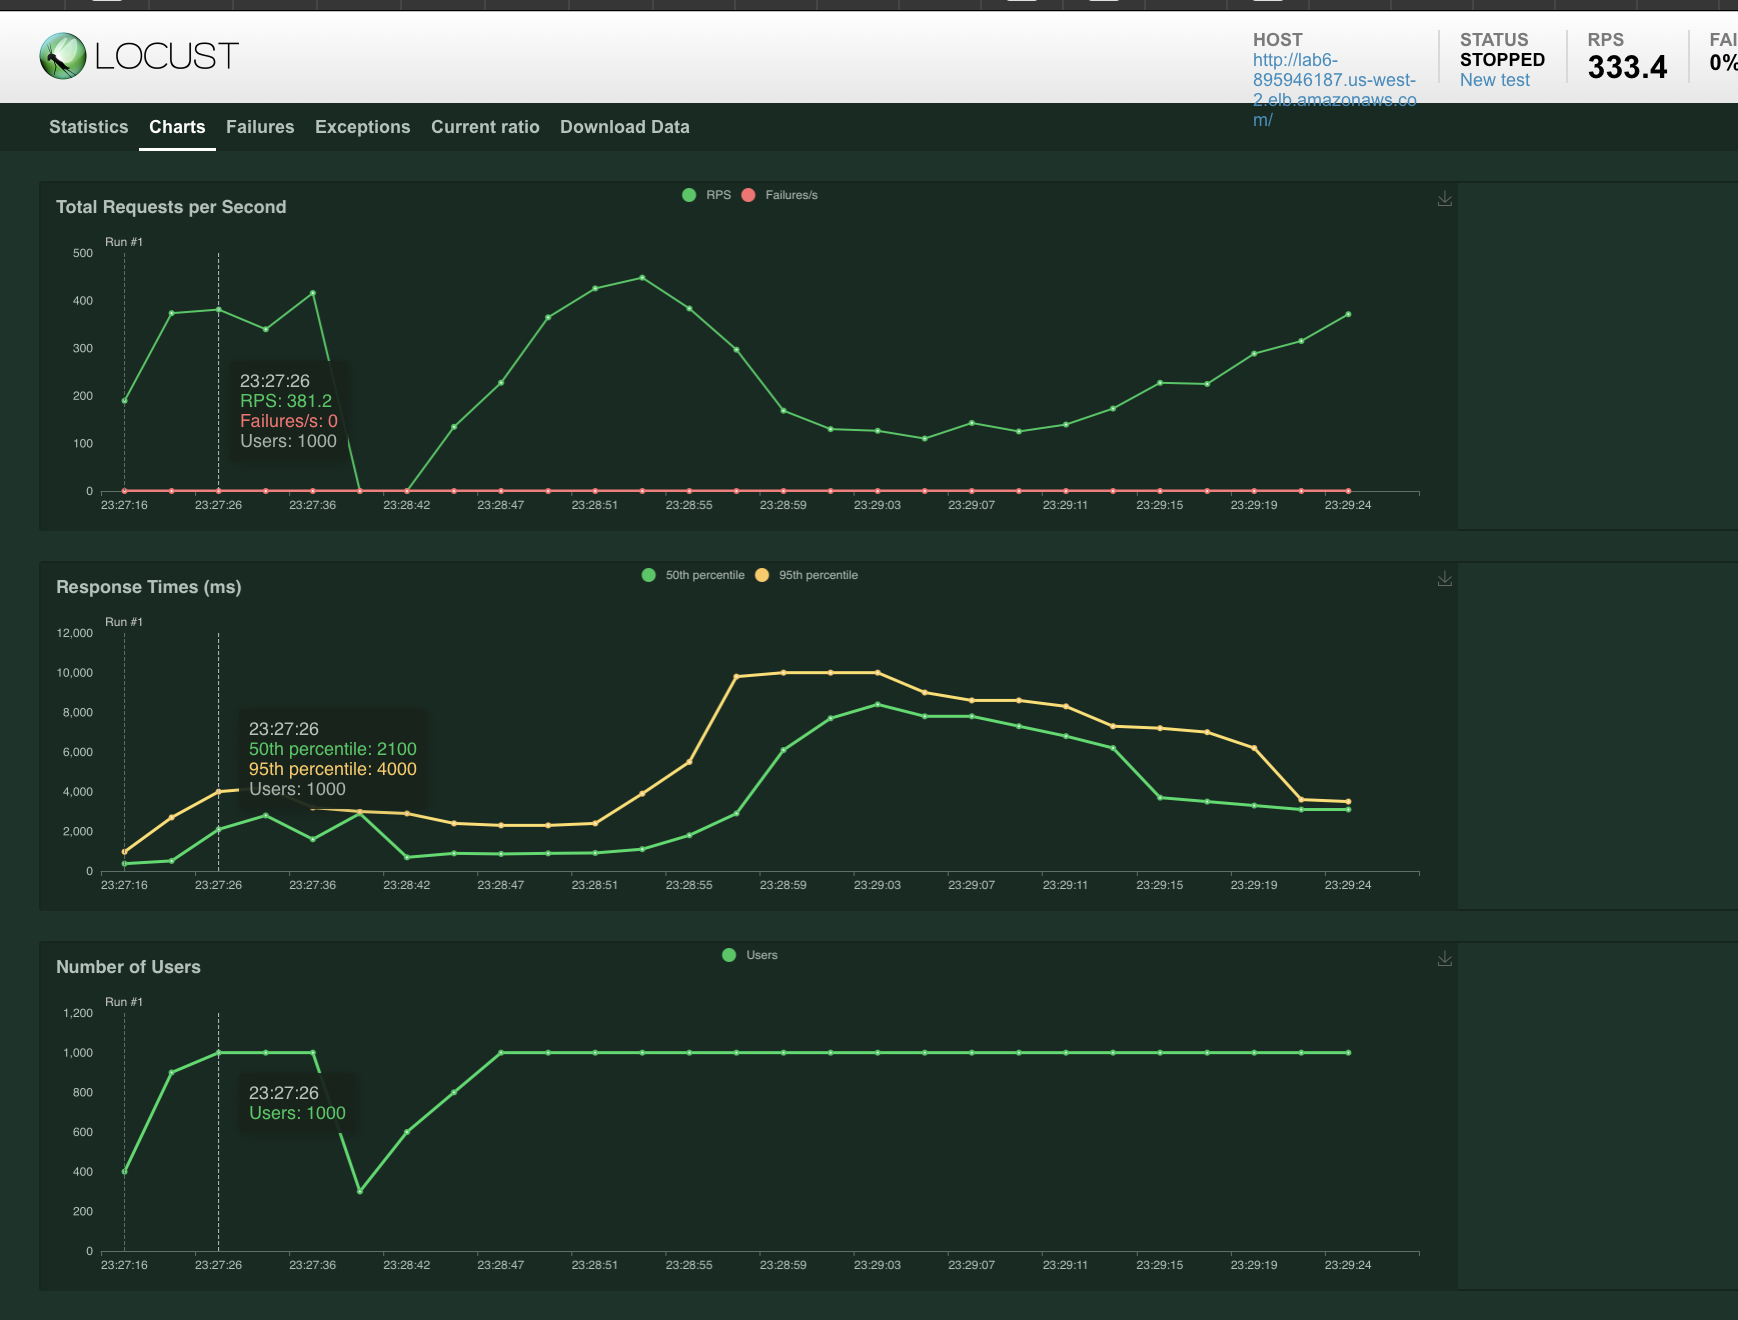 LOCUST
HOST
http://lab6-
895946187.us-west-
2.elb.amazonaws.co
m/
STATUS
STOPPED
New test
RPS
333.4
FAI
0%
Statistics Charts Failures Exceptions Current ratio Download Data
Total Requests per Second
RPS Failures/s
Run #1
500
400
300
200
100
0
23:27:26
RPS: 381.2
Failures/s: 0
Users: 1000
23:27:16 23:27:26 23:27:36 23:28:42 23:28:47 23:28:51 23:28:55 23:28:59 23:29:03 23:29:07 23:29:11 23:29:15 23:29:19 23:29:24
Response Times (ms)
50th percentile 95th percentile
Run #1
12,000
10,000
8,000
6,000
4,000
2,000
0
23:27:26
50th percentile: 2100
95th percentile: 4000
Users: 1000
23:27:16 23:27:26 23:27:36 23:28:42 23:28:47 23:28:51 23:28:55 23:28:59 23:29:03 23:29:07 23:29:11 23:29:15 23:29:19 23:29:24
Number of Users
Users
Run #1
1,200
1,000
800
600
400
200
0
23:27:26
Users: 1000
23:27:16 23:27:26 23:27:36 23:28:42 23:28:47 23:28:51 23:28:55 23:28:59 23:29:03 23:29:07 23:29:11 23:29:15 23:29:19 23:29:24